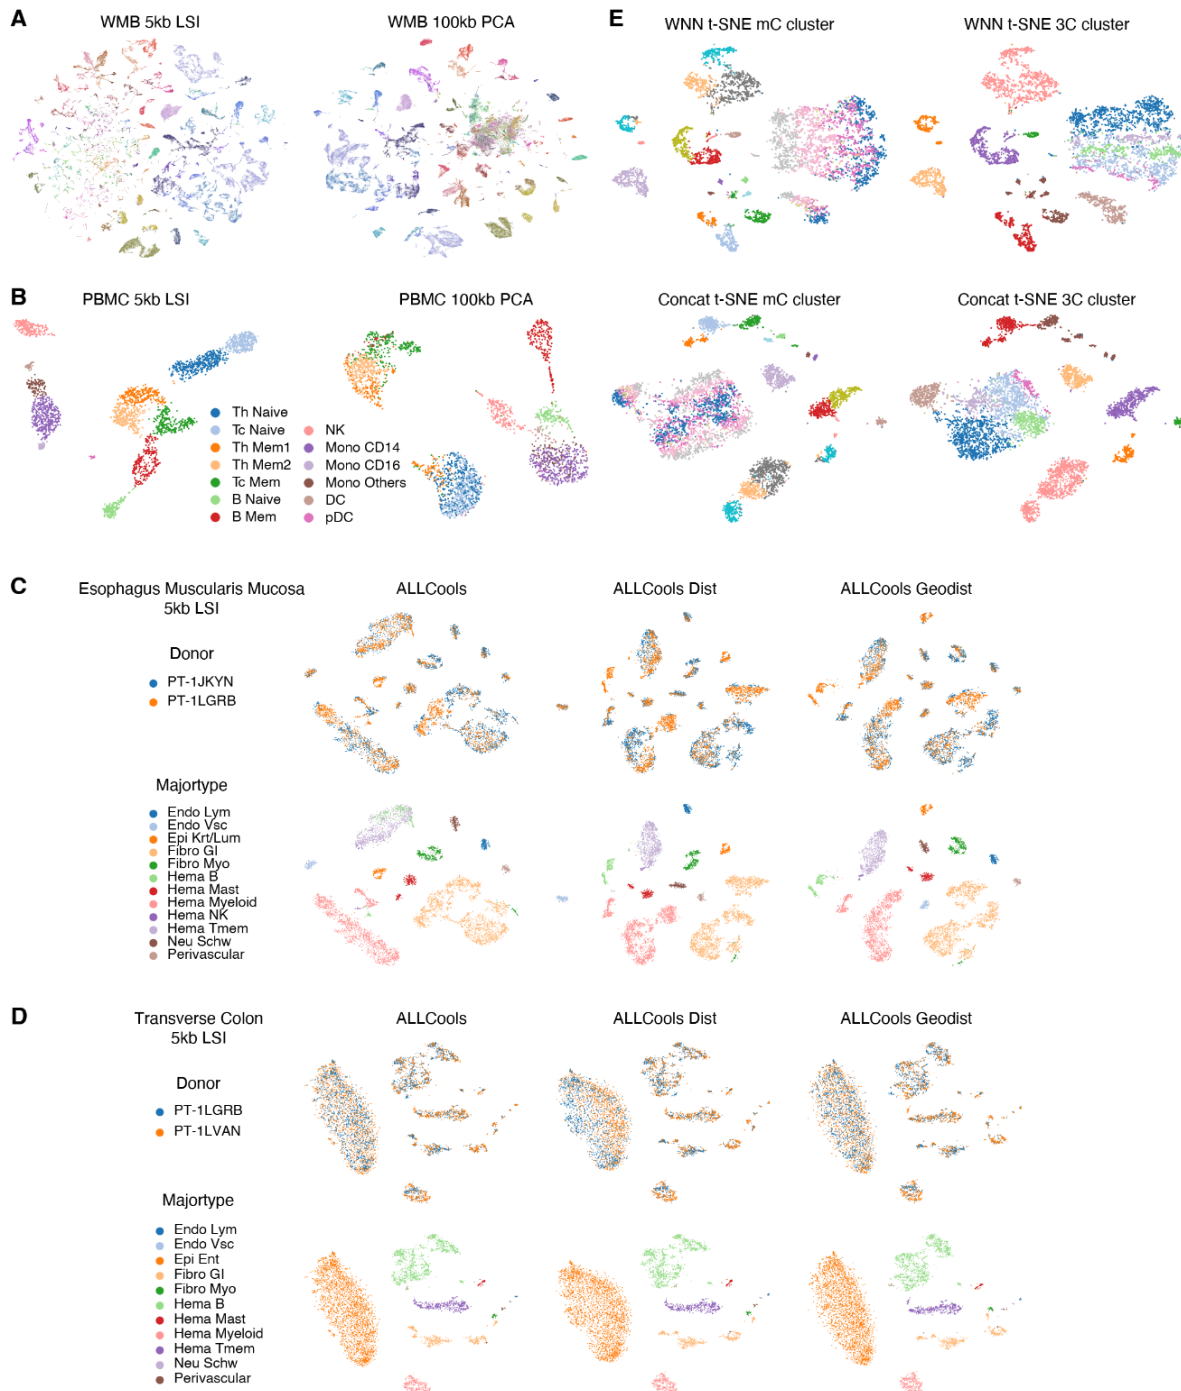 A
WMB 5kb LSI
WMB 100kb PCA
E
WNN t-SNE mC cluster
WNN t-SNE 3C cluster
B
PBMC 5kb LSI
PBMC 100kb PCA
Th Naive
Tc Naive
Th Mem1
Th Mem2
Tc Mem
B Naive
B Mem
NK
Mono CD14
Mono CD16
Mono Others
DC
pDC
Concat t-SNE mC cluster
Concat t-SNE 3C cluster
C
Esophagus Muscularis Mucosa
5kb LSI
ALLCools
ALLCools Dist
ALLCools Geodist
Donor
PT-1JKYN
PT-1LGRB
Majortype
Endo Lym
Endo Vsc
Epi Krt/Lum
Fibro GI
Fibro Myo
Hema B
Hema Mast
Hema Myeloid
Hema NK
Hema Tmem
Neu Schw
Perivascular
D
Transverse Colon
5kb LSI
ALLCools
ALLCools Dist
ALLCools Geodist
Donor
PT-1LGRB
PT-1LVAN
Majortype
Endo Lym
Endo Vsc
Epi Ent
Fibro GI
Fibro Myo
Hema B
Hema Mast
Hema Myeloid
Hema Tmem
Neu Schw
Perivascular